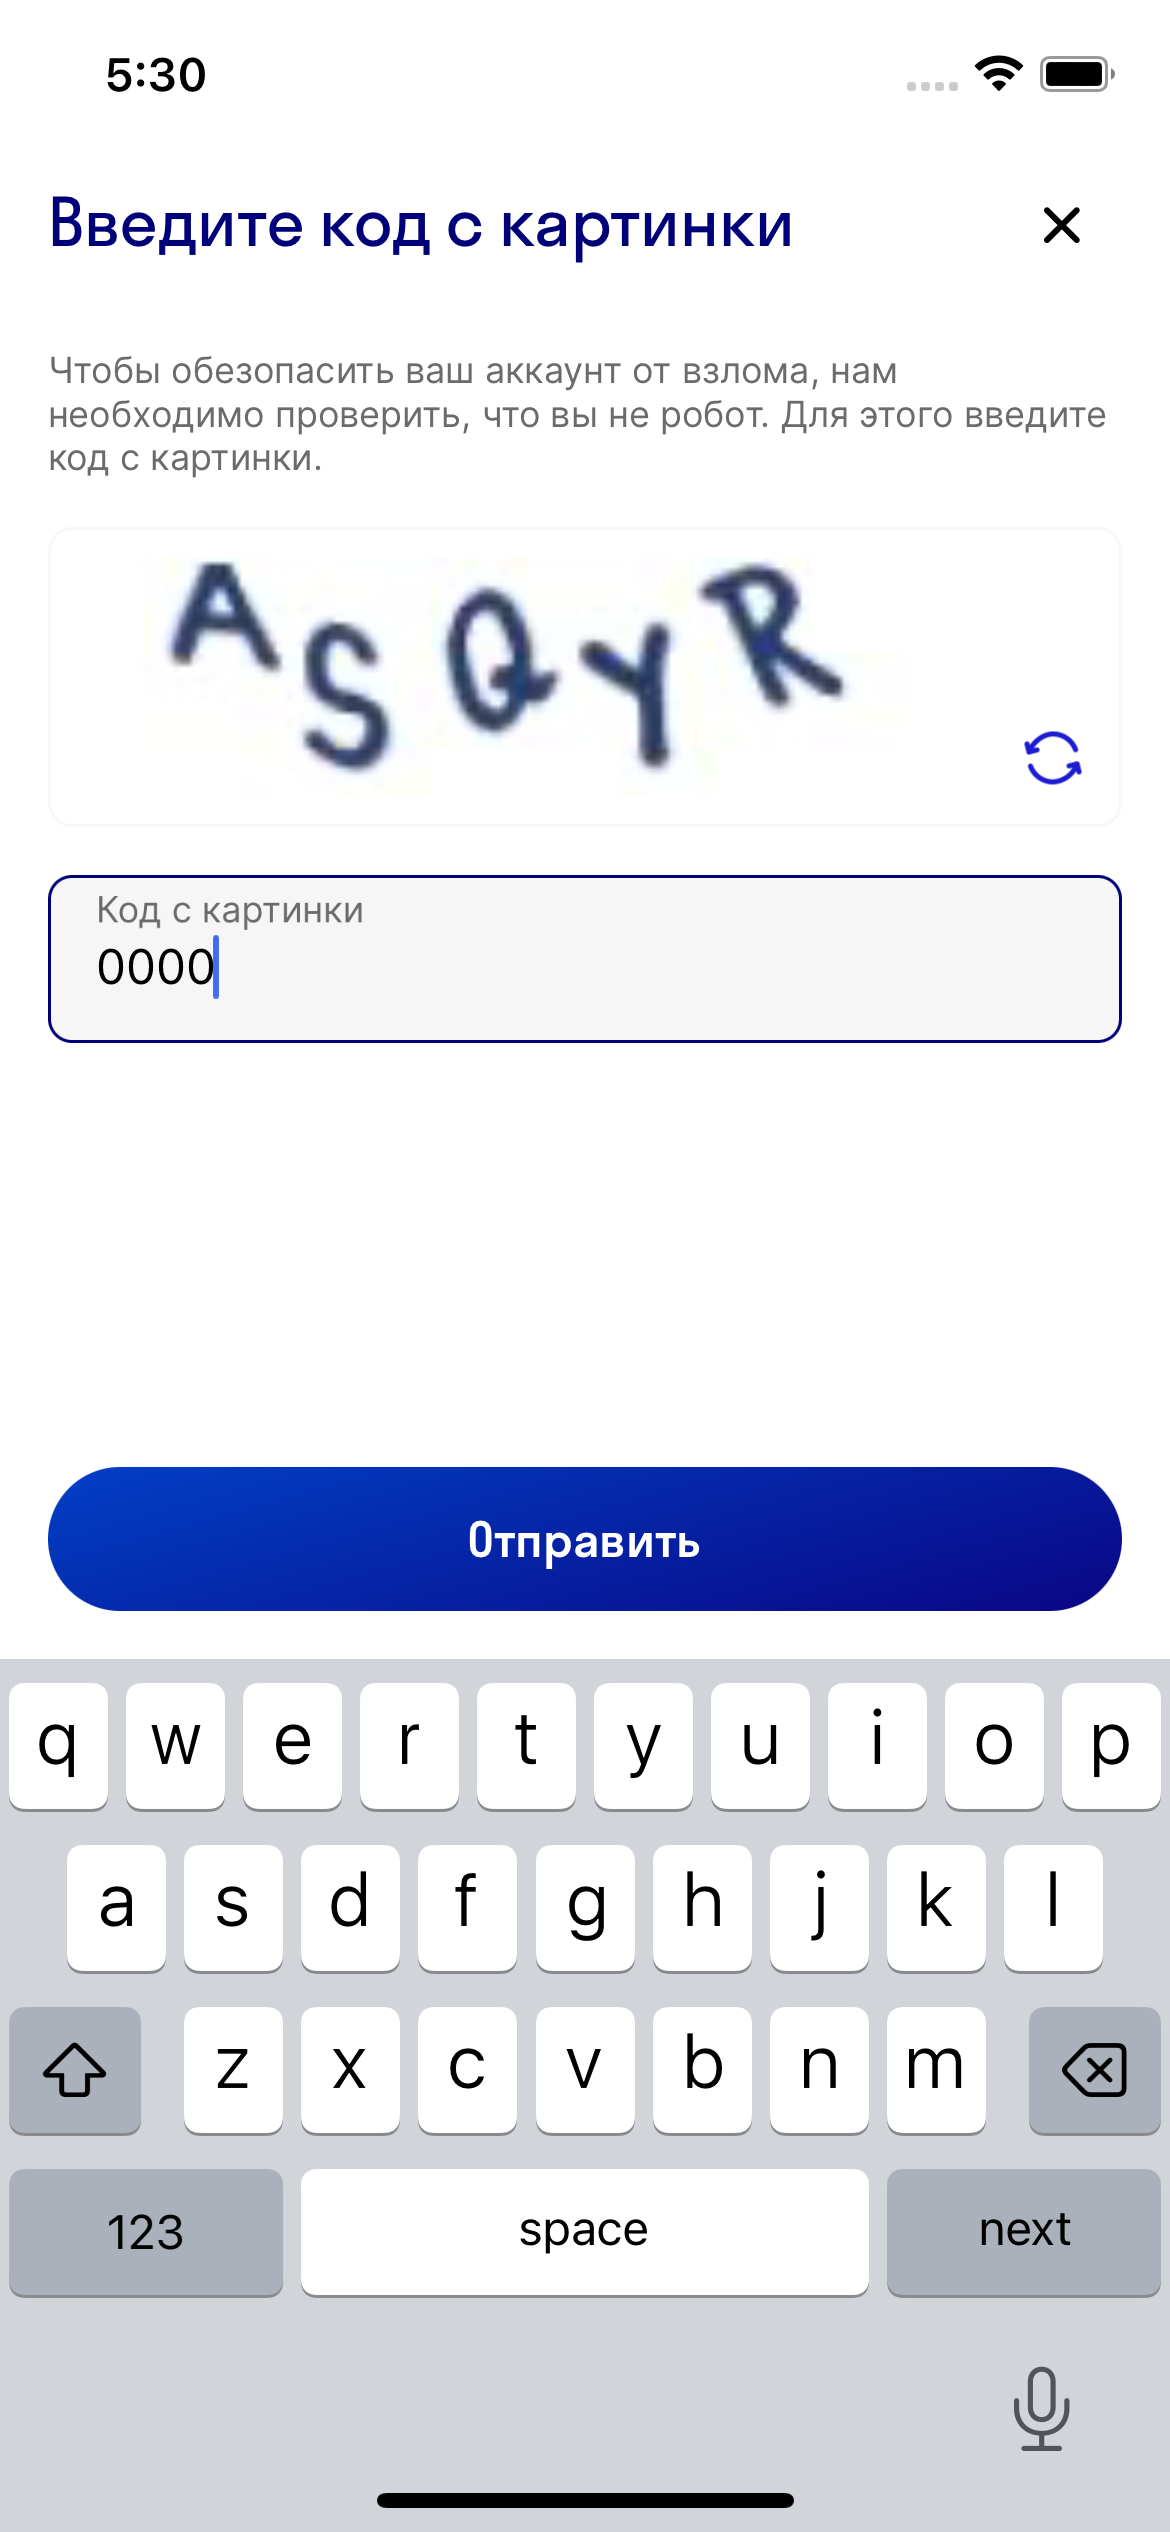 5:30
Введите код с картинки
Чтобы обезопасить ваш аккаунт от взлома, нам
необходимо проверить, что вы не робот. Для этого введите
код с картинки.
A S Q Y R
Код с картинки
0000
Отправить
q w e r t y u i o p
a s d f g h j k l
z x c v b n m
123 space next